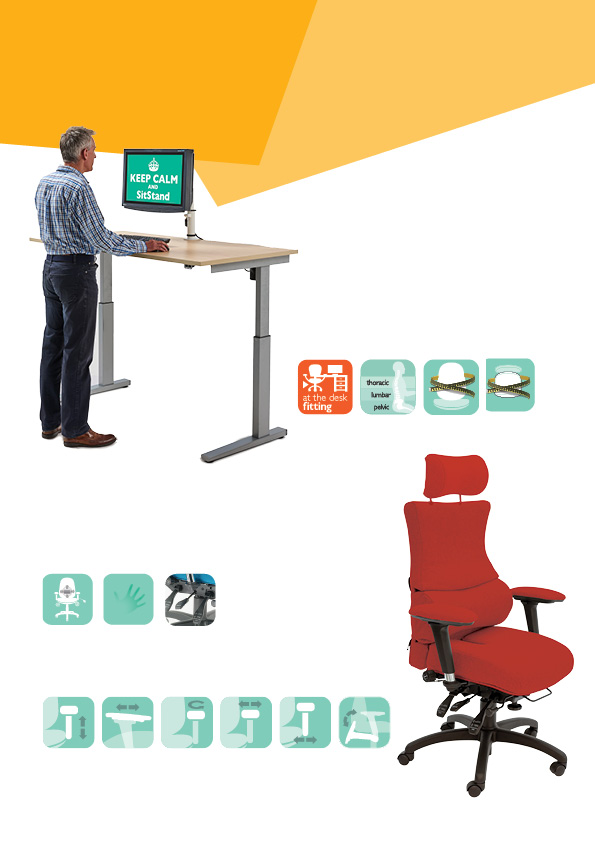 KEEP CALM
AND
SitStand
at the desk
fitting
thoracic
lumbar
pelvic